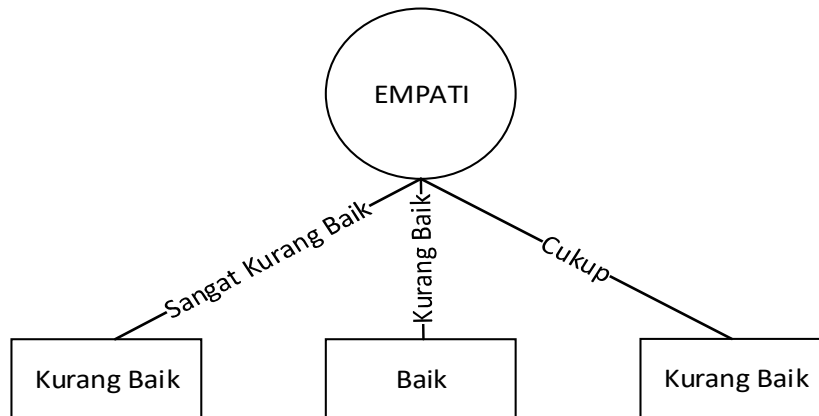 EMPATI
Sangat Kurang Baik
Kurang Baik
Cukup
Kurang Baik
Baik
Kurang Baik